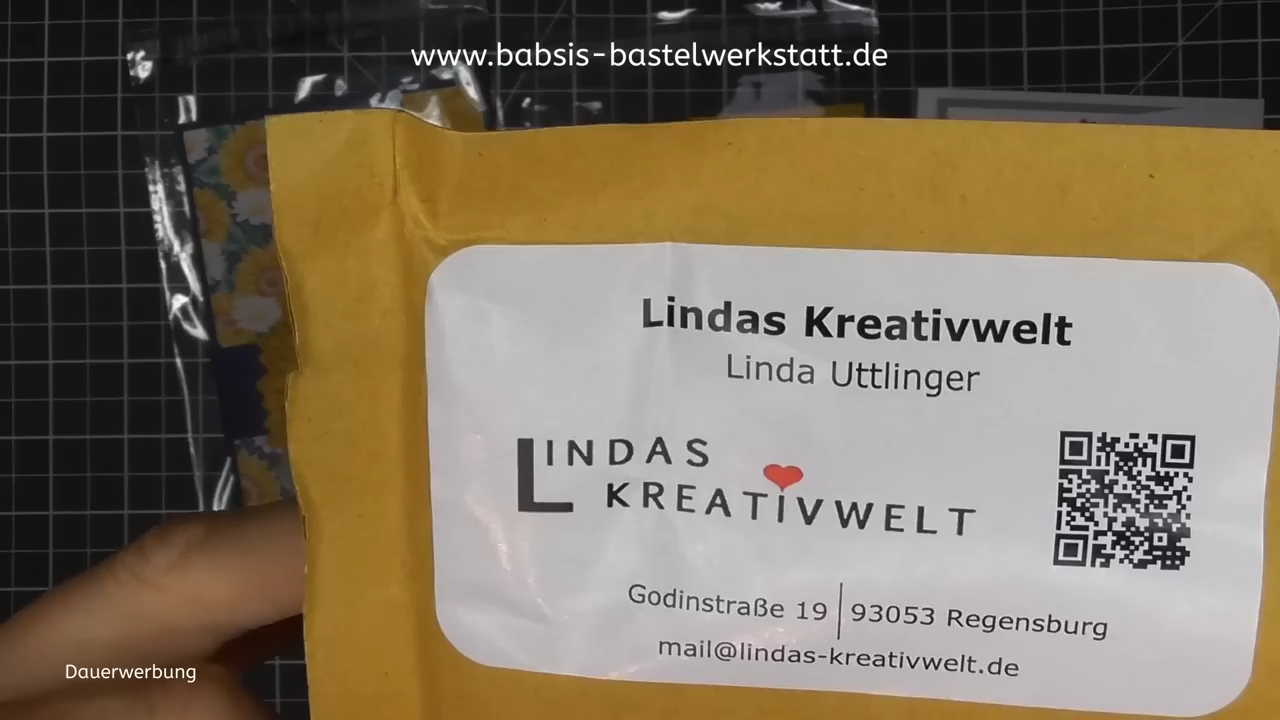 www.babsis-bastelwerkstatt.de
Lindas Kreativwelt
Linda Uttlinger
LINDAS
KREATIVWELT
Godinstraße 19 | 93053 Regensburg
mail@lindas-kreativwelt.de
Dauerwerbung